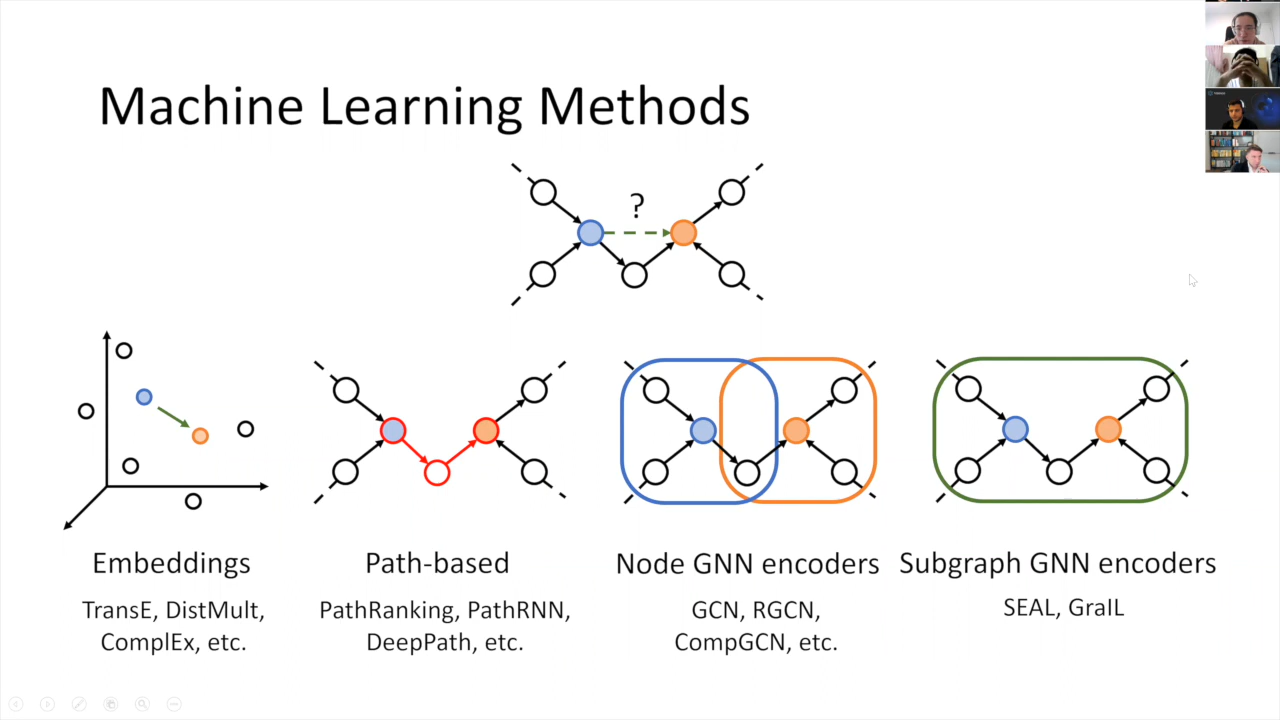 Machine Learning Methods
?
Embeddings
TransE, DistMult,
ComplEx, etc.
Path-based
PathRanking, PathRNN,
DeepPath, etc.
Node GNN encoders
GCN, RGCN,
CompGCN, etc.
Subgraph GNN encoders
SEAL, GraIL